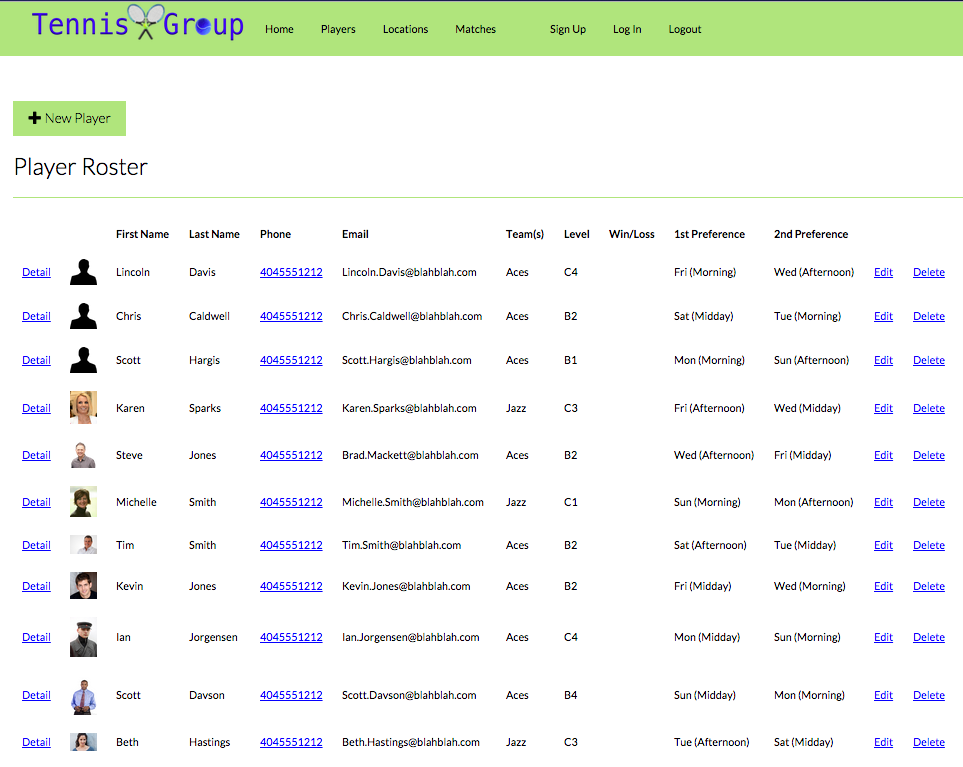 Tennis Group Home Players Locations Matches Sign Up Log In Logout
New Player
Player Roster
First Name Last Name Phone Email Team(s) Level Win/Loss 1st Preference 2nd Preference
Detail Lincoln Davis 4045551212 Lincoln.Davis@blahblah.com Aces C4 Fri (Morning) Wed (Afternoon) Edit Delete
Detail Chris Caldwell 4045551212 Chris.Caldwell@blahblah.com Aces B2 Sat (Midday) Tue (Morning) Edit Delete
Detail Scott Hargis 4045551212 Scott.Hargis@blahblah.com Aces B1 Mon (Morning) Sun (Afternoon) Edit Delete
Detail Karen Sparks 4045551212 Karen.Sparks@blahblah.com Jazz C3 Fri (Afternoon) Wed (Midday) Edit Delete
Detail Steve Jones 4045551212 Brad.Mackett@blahblah.com Aces B2 Wed (Afternoon) Fri (Midday) Edit Delete
Detail Michelle Smith 4045551212 Michelle.Smith@blahblah.com Jazz C1 Sun (Morning) Mon (Afternoon) Edit Delete
Detail Tim Smith 4045551212 Tim.Smith@blahblah.com Aces B2 Sat (Afternoon) Tue (Midday) Edit Delete
Detail Kevin Jones 4045551212 Kevin.Jones@blahblah.com Aces B2 Fri (Midday) Wed (Morning) Edit Delete
Detail Ian Jorgensen 4045551212 Ian.Jorgensen@blahblah.com Aces C4 Mon (Midday) Sun (Morning) Edit Delete
Detail Scott Davson 4045551212 Scott.Davson@blahblah.com Aces B4 Sun (Midday) Mon (Morning) Edit Delete
Detail Beth Hastings 4045551212 Beth.Hastings@blahblah.com Jazz C3 Tue (Afternoon) Sat (Midday) Edit Delete